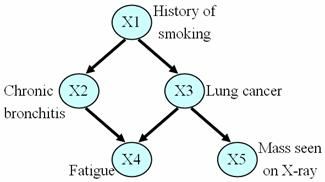 X1
History of
smoking
Chronic
bronchitis
X2
X3
Lung cancer
Fatigue
X4
X5
Mass seen
on X-ray